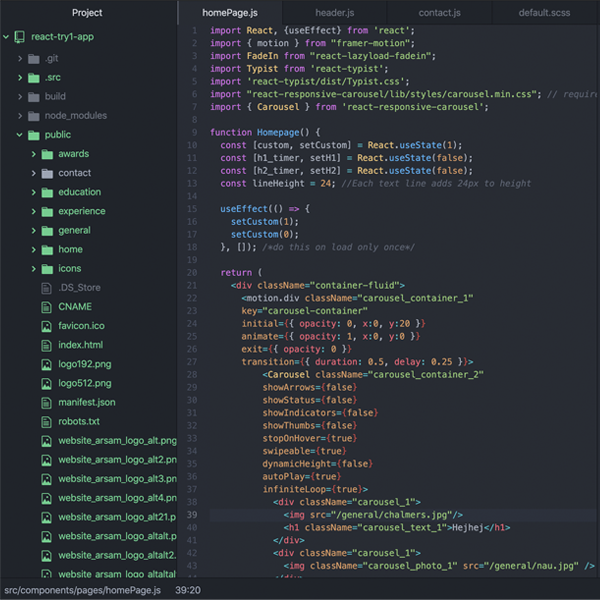 Project
react-try1-app
.git
.src
build
node_modules
public
awards
contact
education
experience
general
home
icons
.DS_Store
CNAME
favicon.ico
index.html
logo192.png
logo512.png
manifest.json
robots.txt
website_arsam_logo_alt.png
website_arsam_logo_alt2.pn
website_arsam_logo_alt3.pn
website_arsam_logo_alt4.pn
website_arsam_logo_alt21.p
website_arsam_logo_altalt.p
website_arsam_logo_altalt2.
website_arsam_logo_altaltal
homePage.js header.js contact.js default.scss
1 import React, {useEffect} from 'react';
2 import { motion } from "framer-motion";
3 import FadeIn from "react-lazyload-fadein";
4 import Typist from 'react-typist';
5 import 'react-typist/dist/Typist.css';
6 import "react-responsive-carousel/lib/styles/carousel.min.css"; // requir
7 import { Carousel } from 'react-responsive-carousel';
8
9 function Homepage() {
10 const [custom, setCustom] = React.useState(1);
11 const [h1_timer, setH1] = React.useState(false);
12 const [h2_timer, setH2] = React.useState(false);
13 const lineHeight = 24; //Each text line adds 24px to height
14
15 useEffect(() => {
16 setCustom(1);
17 setCustom(0);
18 }, []); /*do this on load only once*/
19
20 return (
21 <div className="container-fluid">
22 <motion.div className="carousel_container_1"
23 key="carousel-container"
24 initial={{ opacity: 0, x:0, y:20 }}
25 animate={{ opacity: 1, x:0, y:0 }}
26 exit={{ opacity: 0 }}
27 transition={{ duration: 0.5, delay: 0.25 }}>
28 <Carousel className="carousel_container_2"
29 showArrows={false}
30 showStatus={false}
31 showIndicators={false}
32 showThumbs={false}
33 stopOnHover={true}
34 swipeable={true}
35 dynamicHeight={false}
36 autoPlay={true}
37 infiniteLoop={true}>
38 <div className="carousel_1">
39 <img src="/general/chalmers.jpg"/>
40 <h1 className="carousel_text_1">Hejhej</h1>
41 </div>
42 <div className="carousel_1">
43 <img className="carousel_photo_1" src="/general/nau.jpg" />
</div>
src/components/pages/homePage.js 39:20